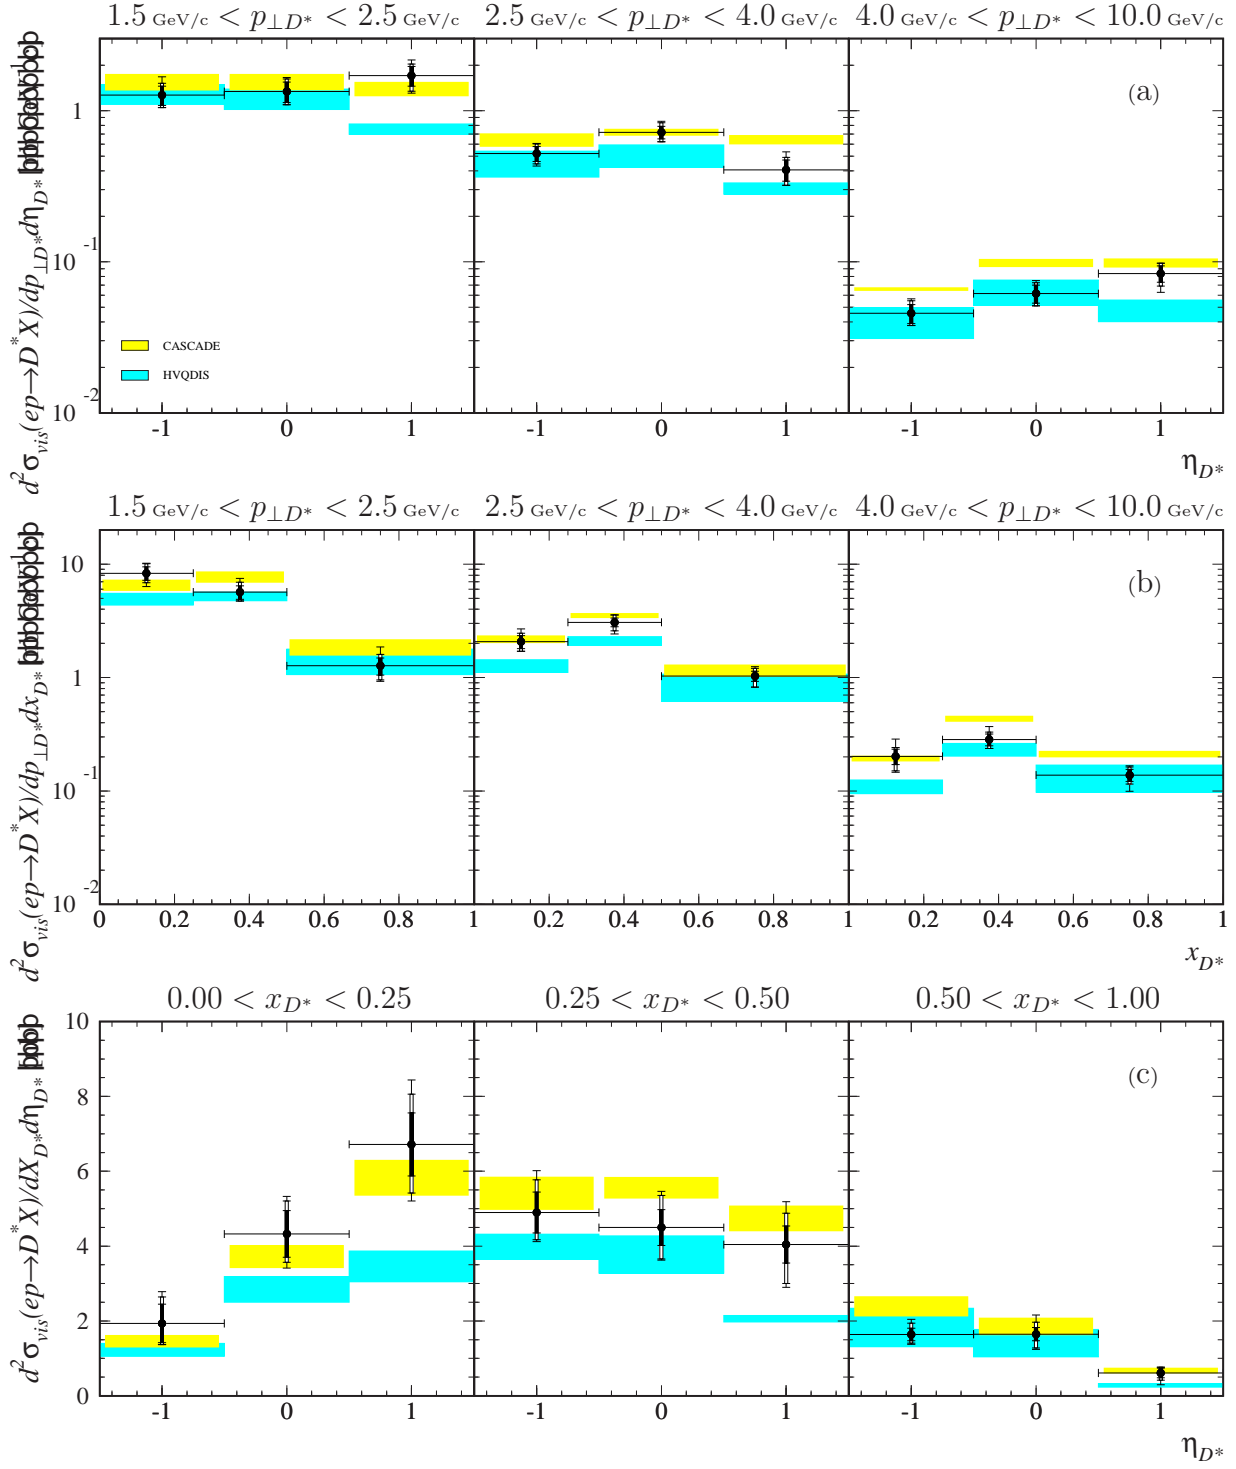 1.5 GeV/c < p⊥D* < 2.5 GeV/c 2.5 GeV/c < p⊥D* < 4.0 GeV/c 4.0 GeV/c < p⊥D* < 10.0 GeV/c
d²σvis(ep→D*X)/dp⊥D*dηD*
(a)
1
10⁻¹
10⁻²
CASCADE
HVQDIS
-1 0 1 -1 0 1 -1 0 1
ηD*
1.5 GeV/c < p⊥D* < 2.5 GeV/c 2.5 GeV/c < p⊥D* < 4.0 GeV/c 4.0 GeV/c < p⊥D* < 10.0 GeV/c
d²σvis(ep→D*X)/dp⊥D*dxD*
(b)
10
1
10⁻¹
10⁻²
0 0.2 0.4 0.6 0.8 1 0.2 0.4 0.6 0.8 1 0.2 0.4 0.6 0.8 1
xD*
0.00 < xD* < 0.25 0.25 < xD* < 0.50 0.50 < xD* < 1.00
d²σvis(ep→D*X)/dXD*dηD*
(c)
10
8
6
4
2
0
-1 0 1 -1 0 1 -1 0 1
ηD*